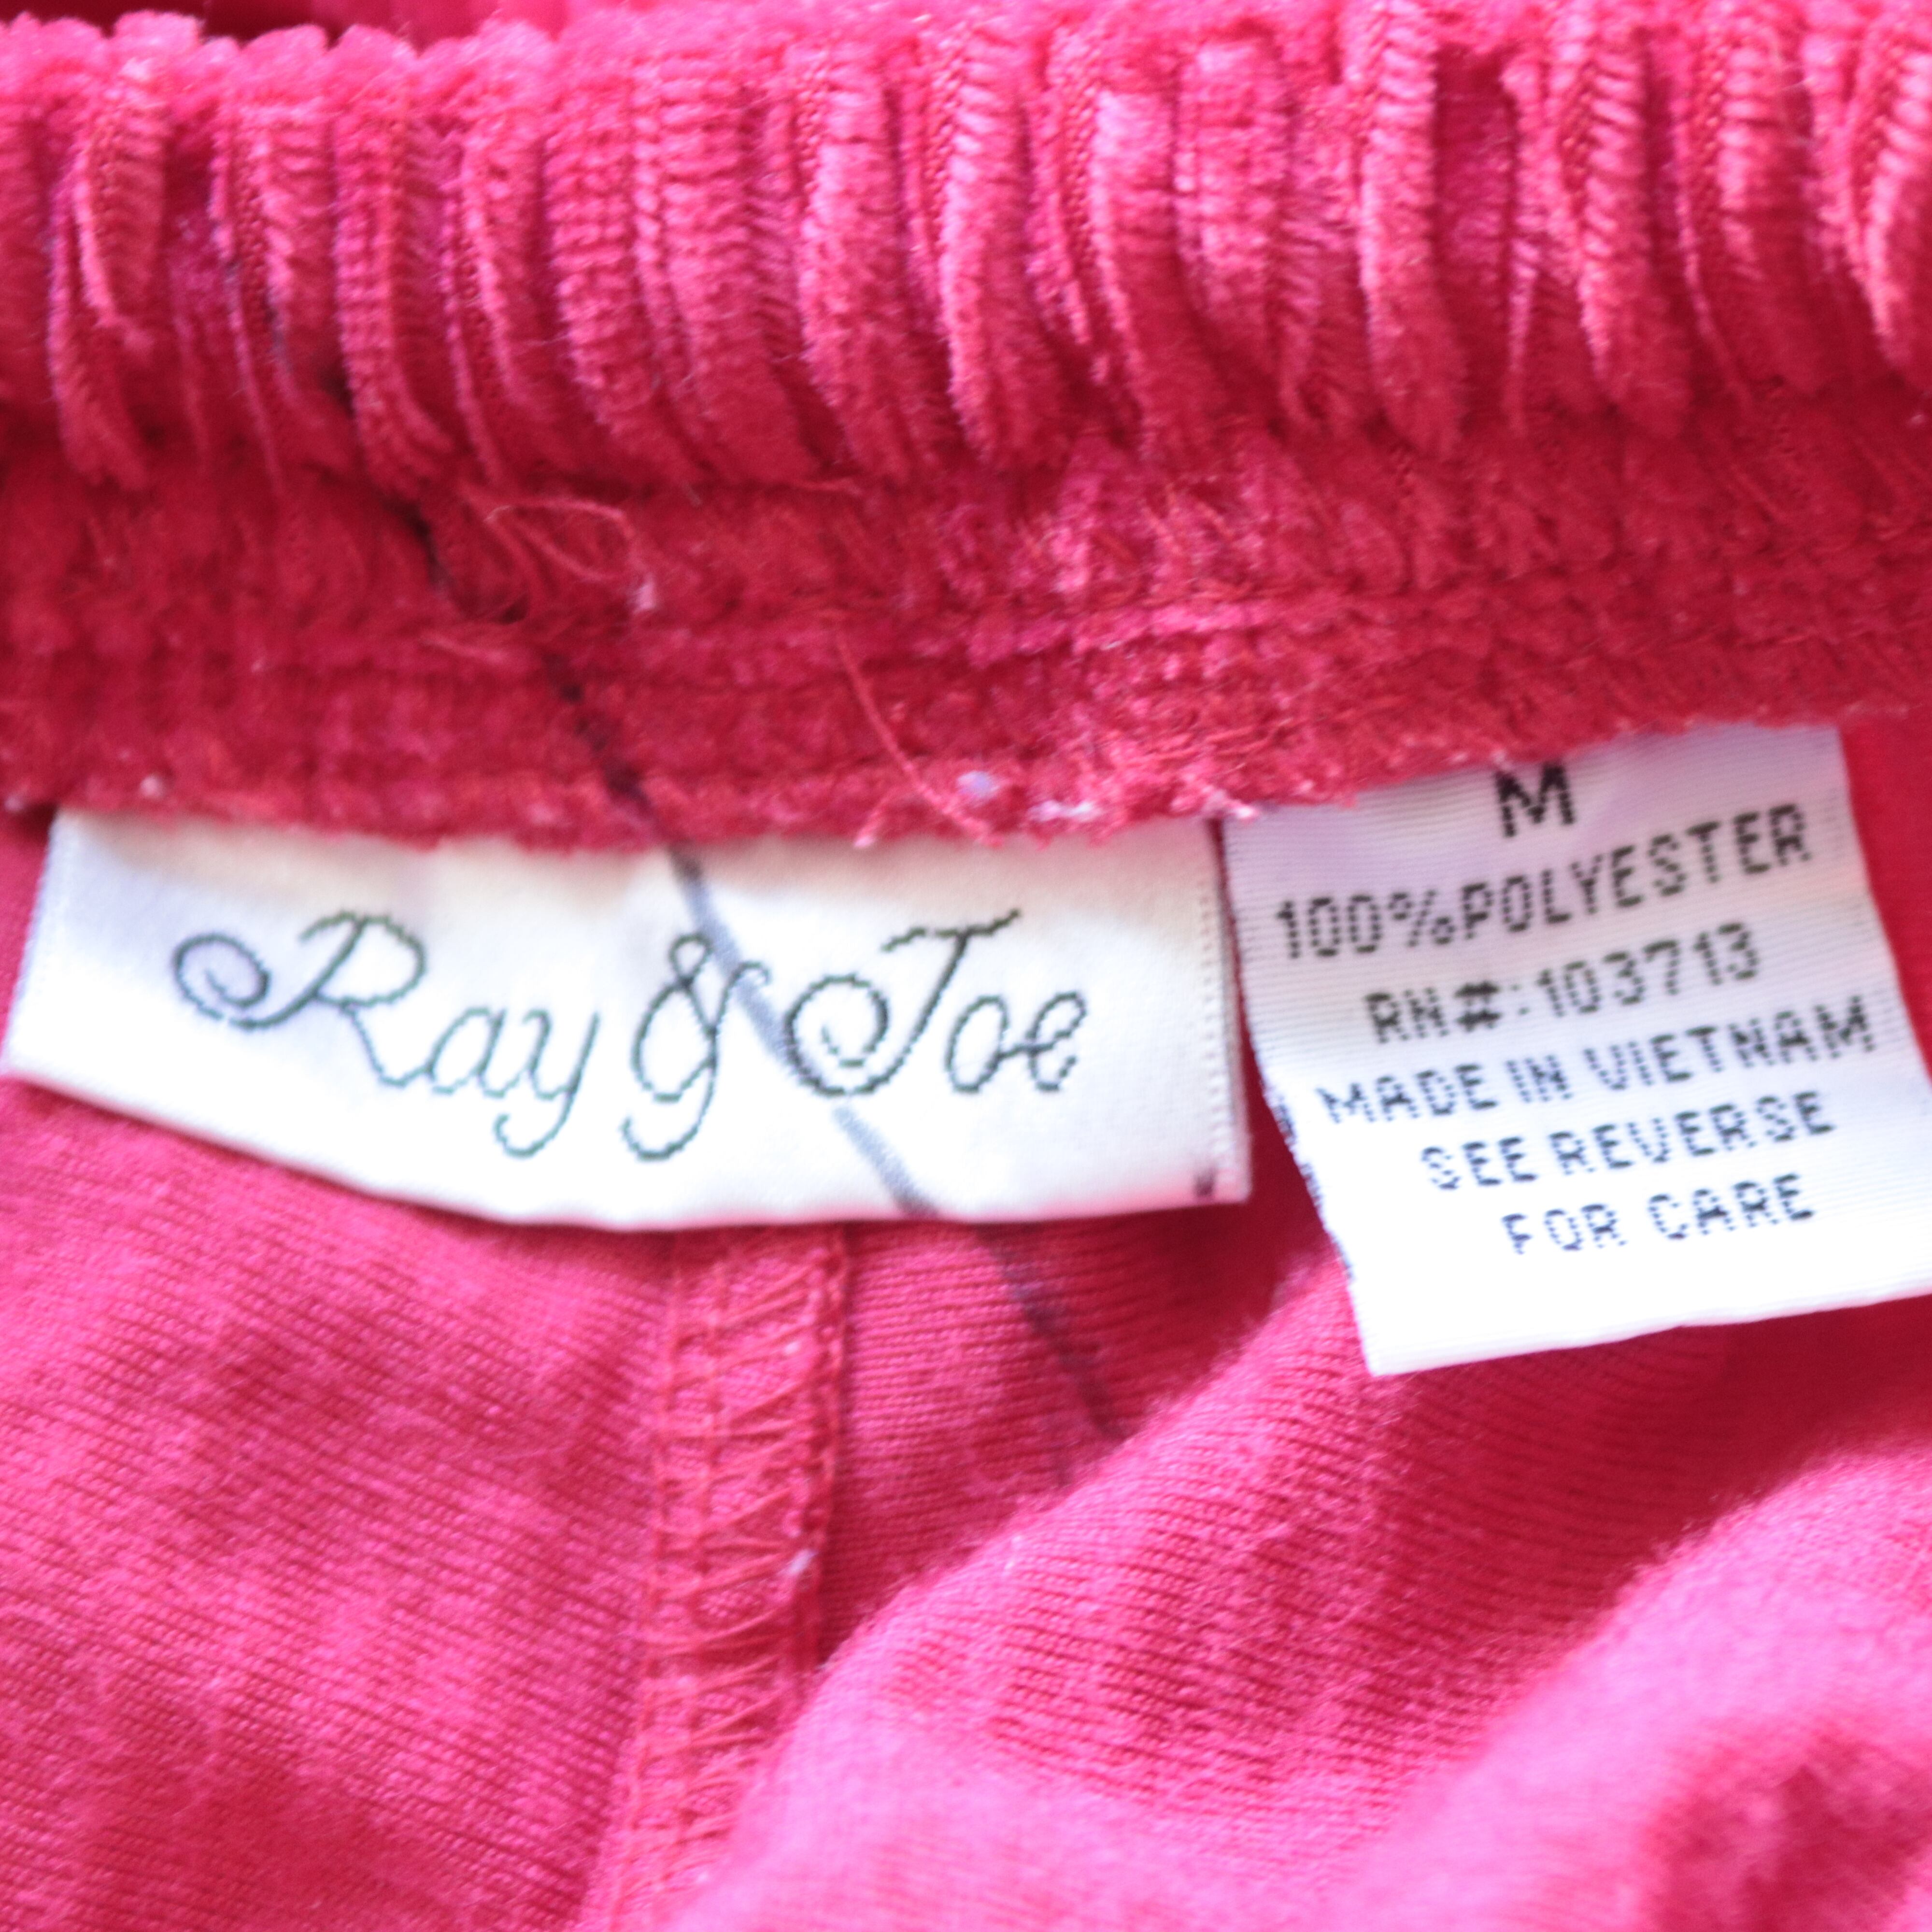 Ray & Joe
M
100%POLYESTER
RN#:103713
MADE IN VIETNAM
SEE REVERSE
FOR CARE